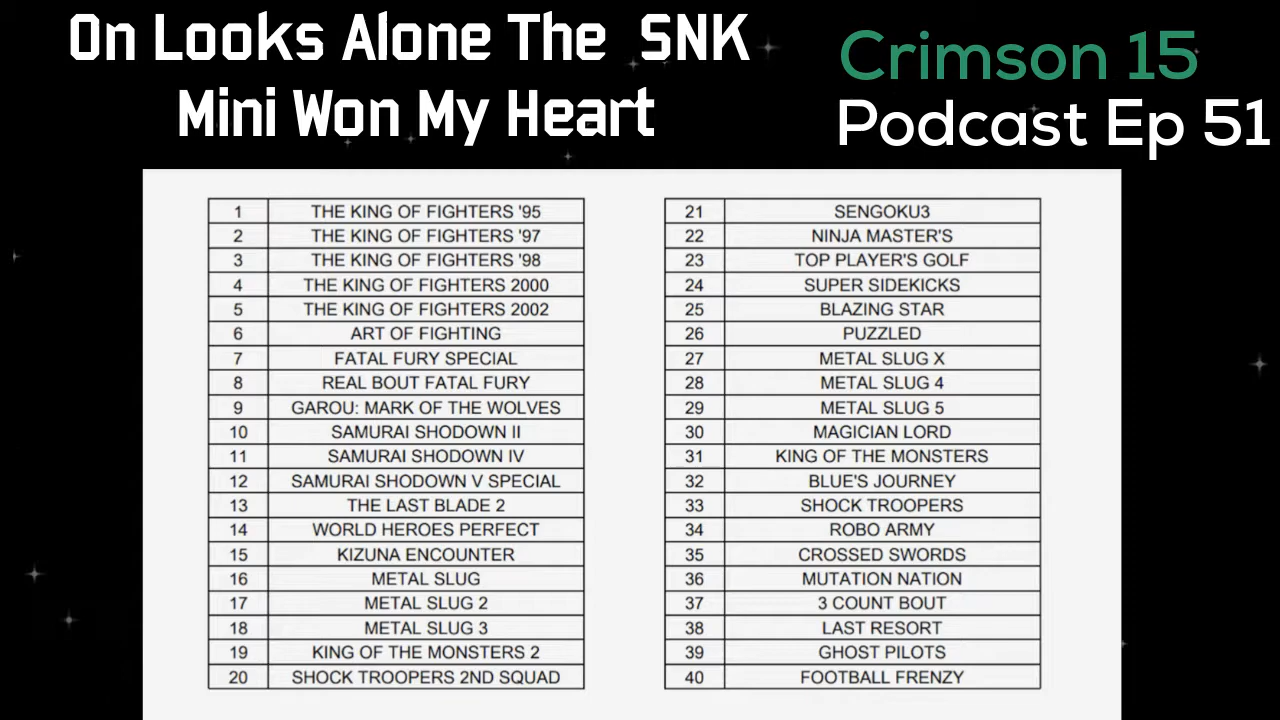 On Looks Alone The SNK
Mini Won My Heart
Crimson 15
Podcast Ep 51
1 THE KING OF FIGHTERS '95
2 THE KING OF FIGHTERS '97
3 THE KING OF FIGHTERS '98
4 THE KING OF FIGHTERS 2000
5 THE KING OF FIGHTERS 2002
6 ART OF FIGHTING
7 FATAL FURY SPECIAL
8 REAL BOUT FATAL FURY
9 GAROU: MARK OF THE WOLVES
10 SAMURAI SHODOWN II
11 SAMURAI SHODOWN IV
12 SAMURAI SHODOWN V SPECIAL
13 THE LAST BLADE 2
14 WORLD HEROES PERFECT
15 KIZUNA ENCOUNTER
16 METAL SLUG
17 METAL SLUG 2
18 METAL SLUG 3
19 KING OF THE MONSTERS 2
20 SHOCK TROOPERS 2ND SQUAD
21 SENGOKU3
22 NINJA MASTER'S
23 TOP PLAYER'S GOLF
24 SUPER SIDEKICKS
25 BLAZING STAR
26 PUZZLED
27 METAL SLUG X
28 METAL SLUG 4
29 METAL SLUG 5
30 MAGICIAN LORD
31 KING OF THE MONSTERS
32 BLUE'S JOURNEY
33 SHOCK TROOPERS
34 ROBO ARMY
35 CROSSED SWORDS
36 MUTATION NATION
37 3 COUNT BOUT
38 LAST RESORT
39 GHOST PILOTS
40 FOOTBALL FRENZY